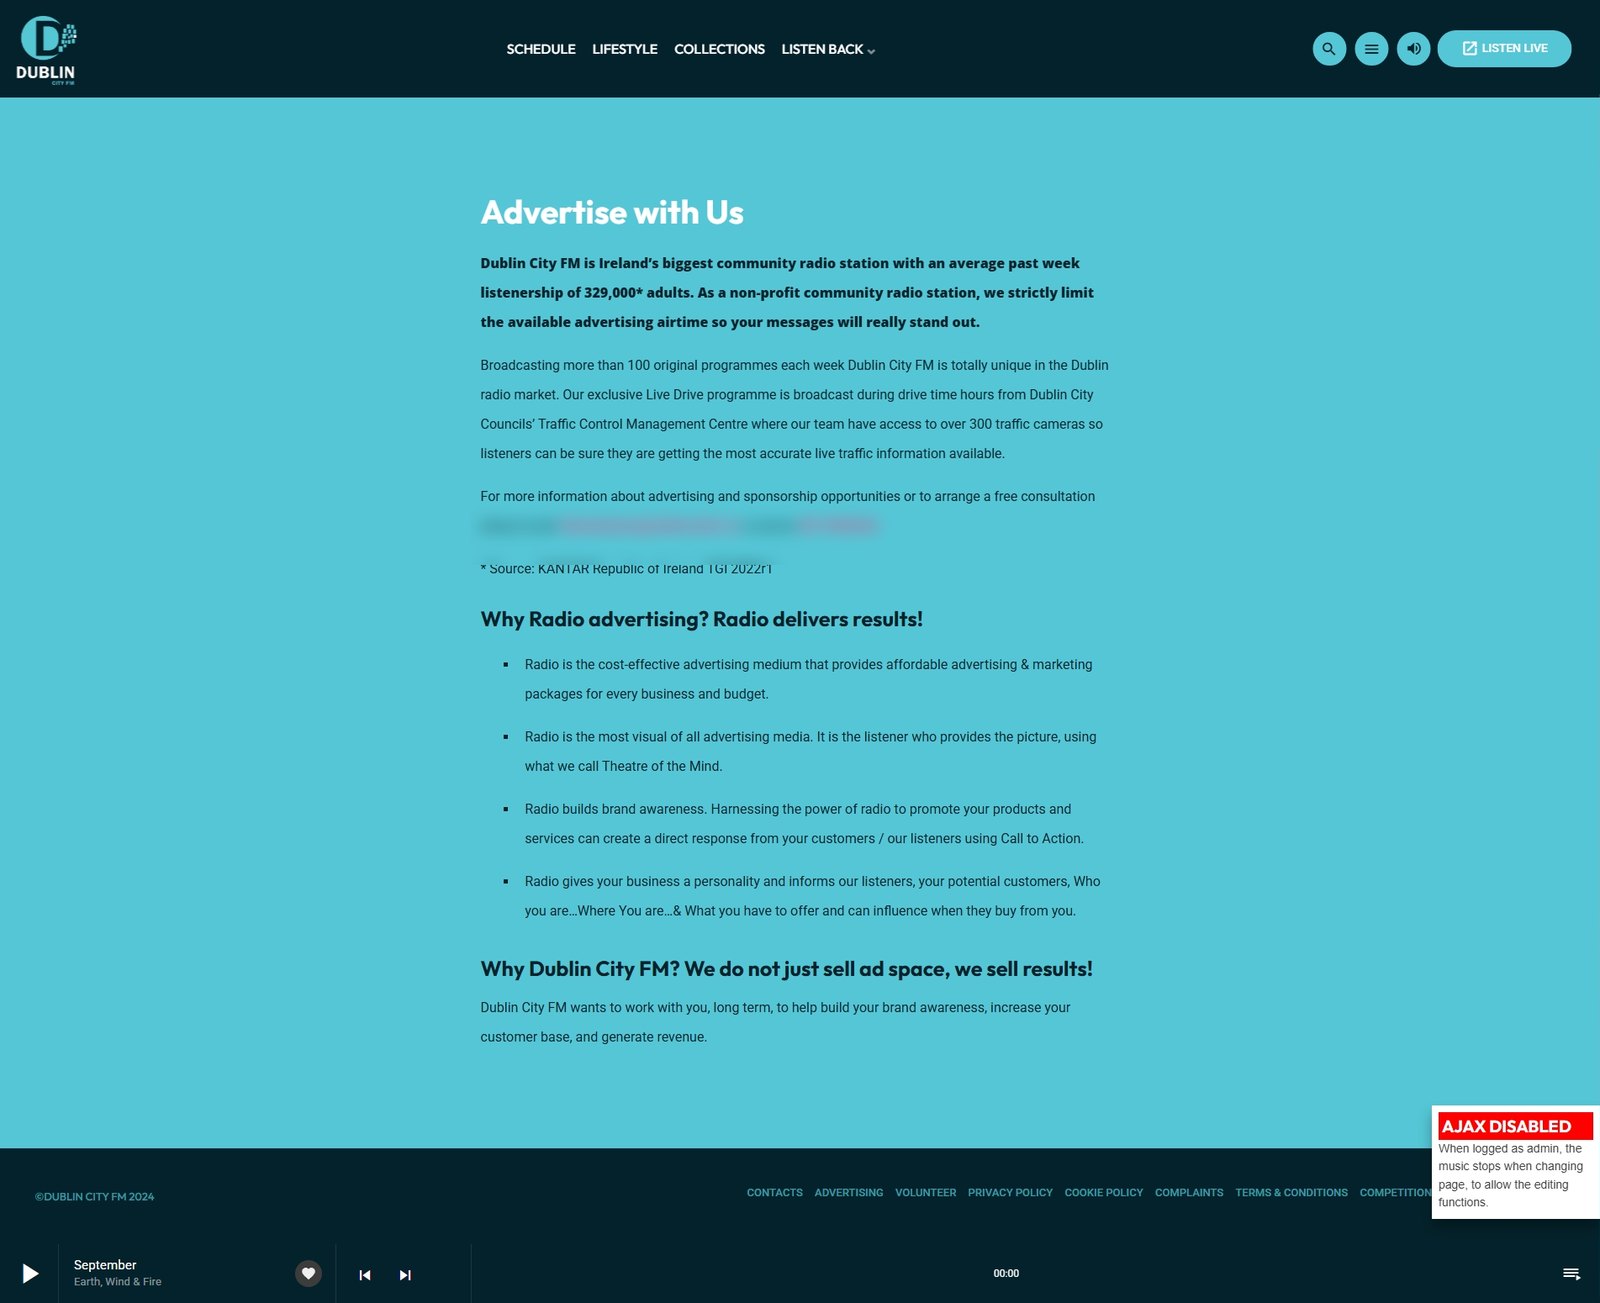 DUBLIN
CITY FM
SCHEDULE LIFESTYLE COLLECTIONS LISTEN BACK
LISTEN LIVE
Advertise with Us
Dublin City FM is Ireland’s biggest community radio station with an average past week
listenership of 329,000* adults. As a non-profit community radio station, we strictly limit
the available advertising airtime so your messages will really stand out.
Broadcasting more than 100 original programmes each week Dublin City FM is totally unique in the Dublin
radio market. Our exclusive Live Drive programme is broadcast during drive time hours from Dublin City
Councils’ Traffic Control Management Centre where our team have access to over 300 traffic cameras so
listeners can be sure they are getting the most accurate live traffic information available.
For more information about advertising and sponsorship opportunities or to arrange a free consultation
* Source: KANTAR Republic of Ireland TGI 2022r1
Why Radio advertising? Radio delivers results!
▪ Radio is the cost-effective advertising medium that provides affordable advertising & marketing
packages for every business and budget.
▪ Radio is the most visual of all advertising media. It is the listener who provides the picture, using
what we call Theatre of the Mind.
▪ Radio builds brand awareness. Harnessing the power of radio to promote your products and
services can create a direct response from your customers / our listeners using Call to Action.
▪ Radio gives your business a personality and informs our listeners, your potential customers, Who
you are…Where You are…& What you have to offer and can influence when they buy from you.
Why Dublin City FM? We do not just sell ad space, we sell results!
Dublin City FM wants to work with you, long term, to help build your brand awareness, increase your
customer base, and generate revenue.
AJAX DISABLED
When logged as admin, the
music stops when changing
page, to allow the editing
functions.
©DUBLIN CITY FM 2024
CONTACTS ADVERTISING VOLUNTEER PRIVACY POLICY COOKIE POLICY COMPLAINTS TERMS & CONDITIONS COMPETITION
September
Earth, Wind & Fire
00:00